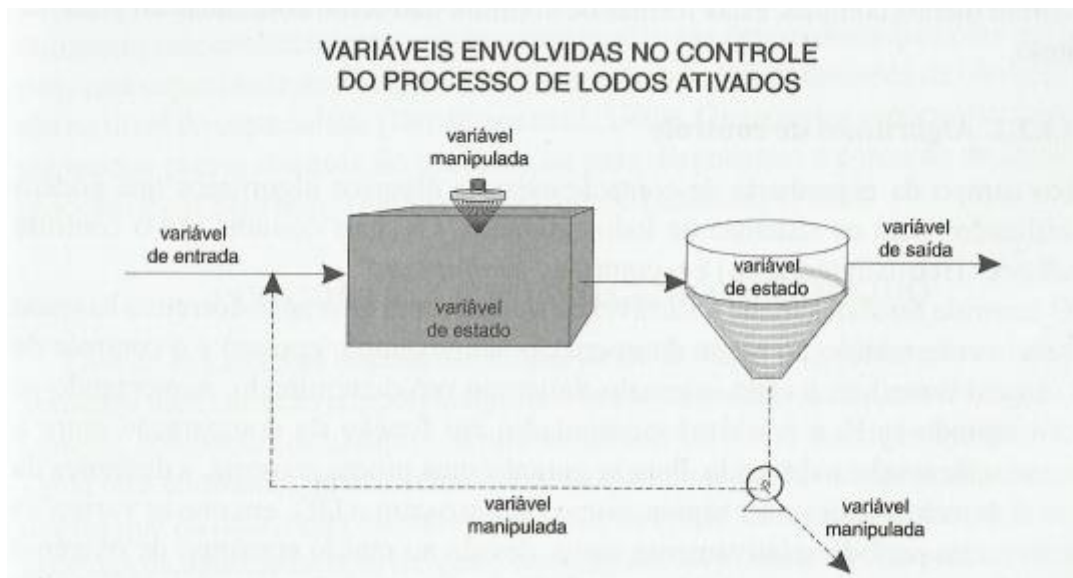 VARIÁVEIS ENVOLVIDAS NO CONTROLE
DO PROCESSO DE LODOS ATIVADOS
variável
manipulada
variável
de entrada
variável
de saída
variável
de estado
variável
de estado
variável
manipulada
variável
manipulada